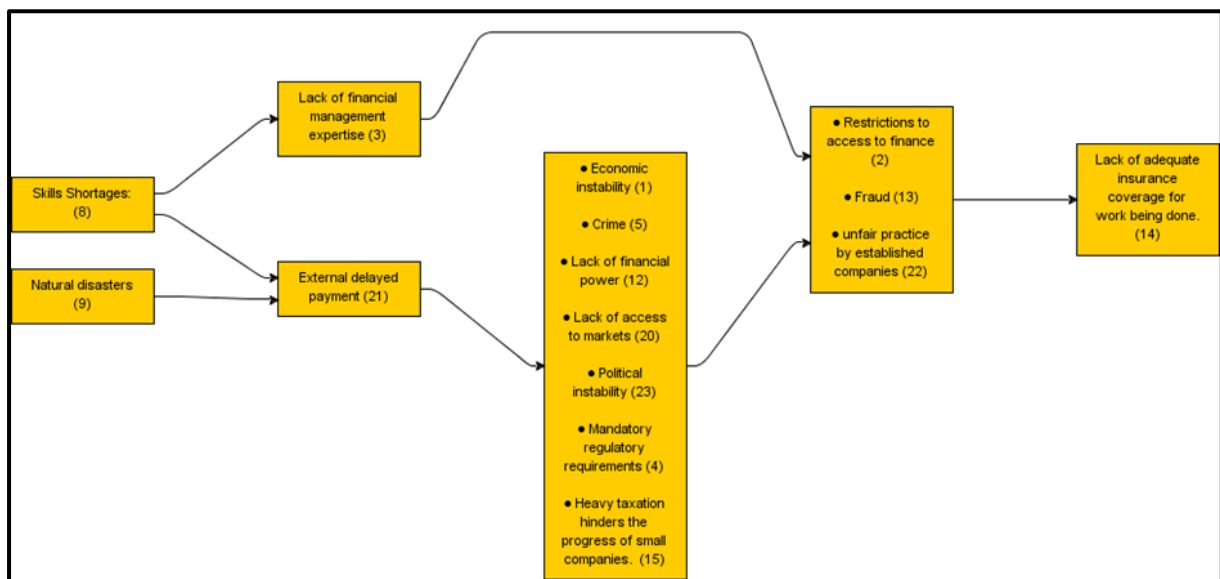 Lack of financial
management
expertise (3)
Skills Shortages:
(8)
Natural disasters
(9)
External delayed
payment (21)
● Economic
instability (1)
● Crime (5)
● Lack of financial
power (12)
● Lack of access
to markets (20)
● Political
instability (23)
● Mandatory
regulatory
requirements (4)
● Heavy taxation
hinders the
progress of small
companies. (15)
● Restrictions to
access to finance
(2)
● Fraud (13)
● unfair practice
by established
companies (22)
Lack of adequate
insurance
coverage for
work being done.
(14)